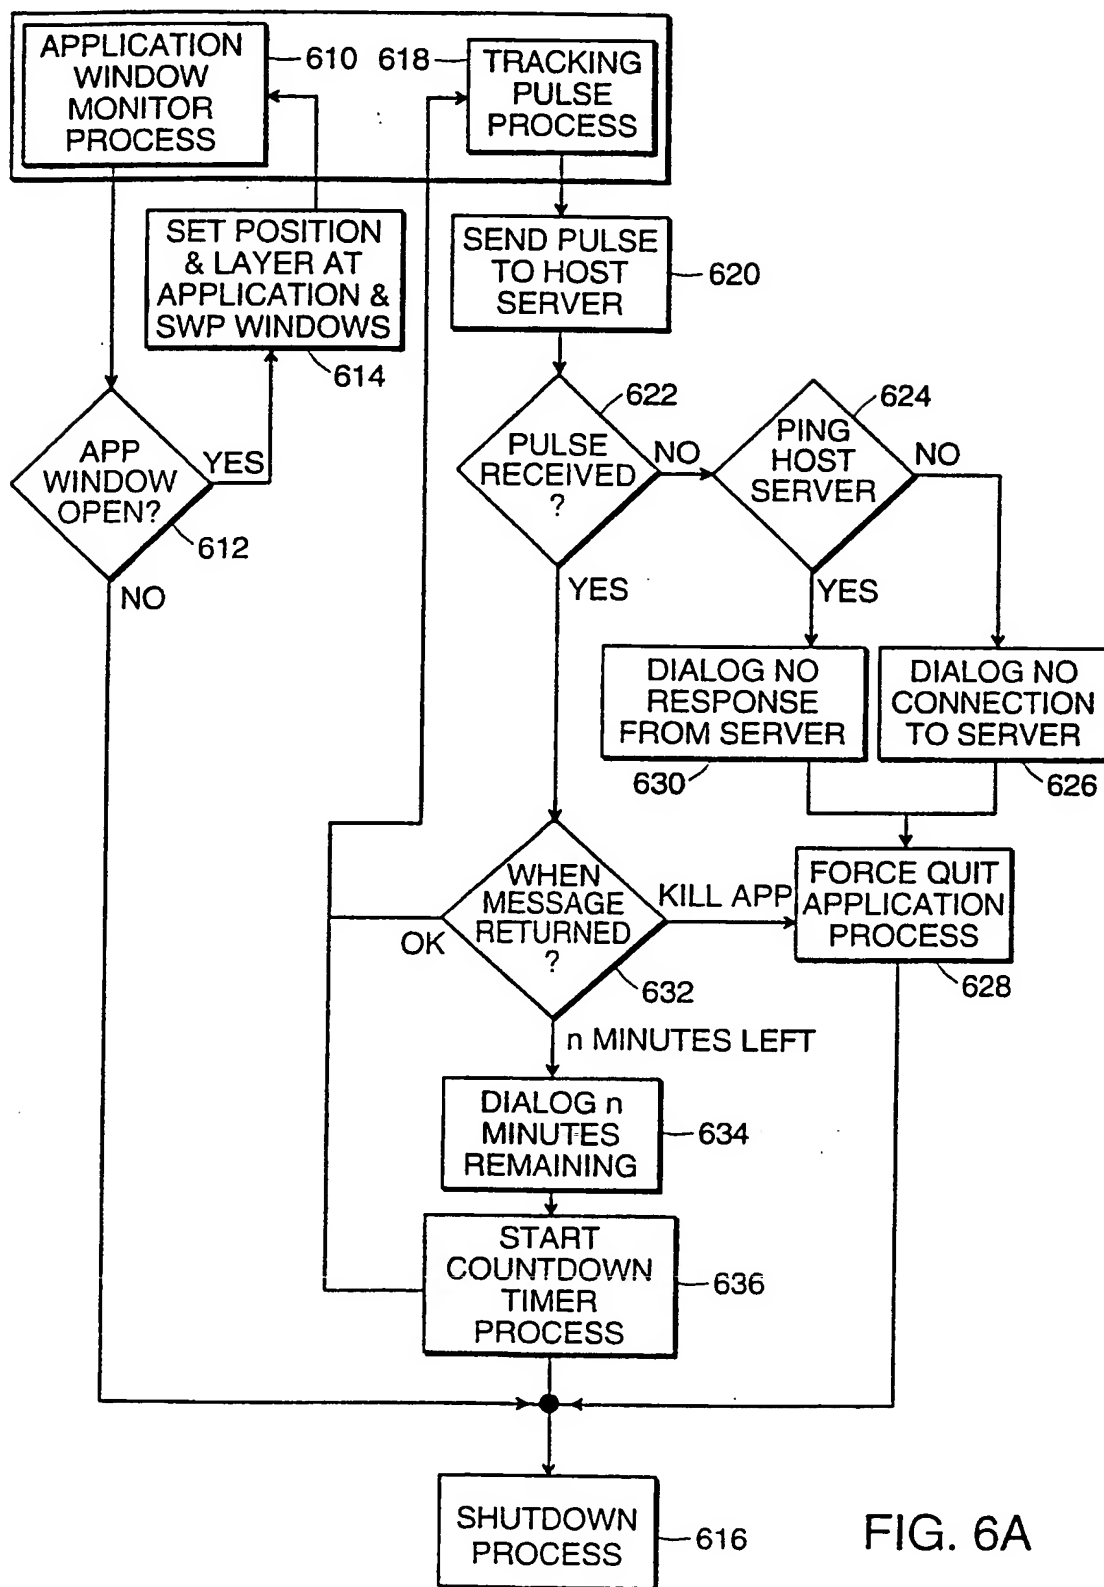 APPLICATION
WINDOW
MONITOR
PROCESS
610
618
TRACKING
PULSE
PROCESS
SET POSITION
& LAYER AT
APPLICATION &
SWP WINDOWS
614
SEND PULSE
TO HOST
SERVER
620
APP
WINDOW
OPEN?
YES
612
NO
PULSE
RECEIVED
?
622
NO
YES
PING
HOST
SERVER
624
NO
YES
DIALOG NO
RESPONSE
FROM SERVER
630
DIALOG NO
CONNECTION
TO SERVER
626
WHEN
MESSAGE
RETURNED
?
OK
632
KILL APP
FORCE QUIT
APPLICATION
PROCESS
628
n MINUTES LEFT
DIALOG n
MINUTES
REMAINING
634
START
COUNTDOWN
TIMER
PROCESS
636
SHUTDOWN
PROCESS
616
FIG. 6A